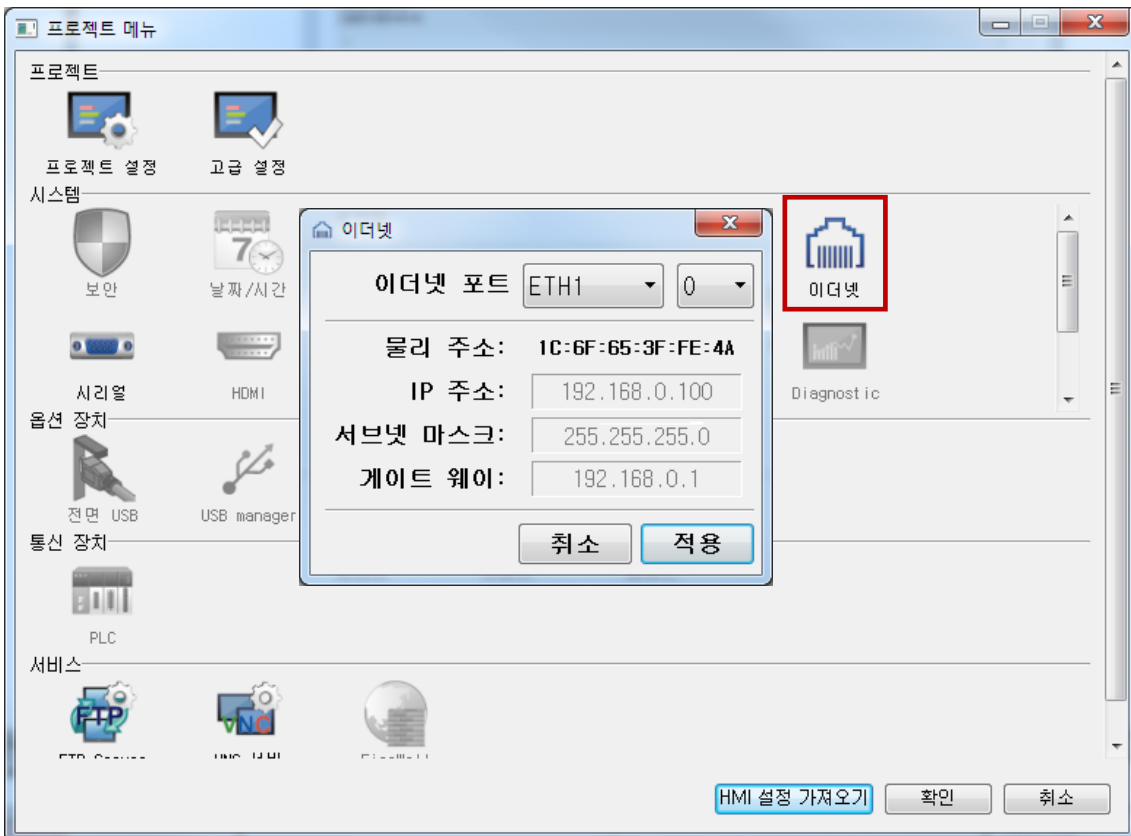 프로젝트 메뉴
프로젝트
프로젝트 설정
고급 설정
시스템
보안
날짜/시간
이더넷
시리얼
HDMI
Diagnostic
옵션 장치
전면 USB
USB manager
통신 장치
PLC
서비스
FTP
VNC
이더넷
이더넷 포트 ETH1 0
물리 주소: 1C:6F:65:3F:FE:4A
IP 주소: 192.168.0.100
서브넷 마스크: 255.255.255.0
게이트 웨이: 192.168.0.1
취소 적용
HMI 설정 가져오기 확인 취소